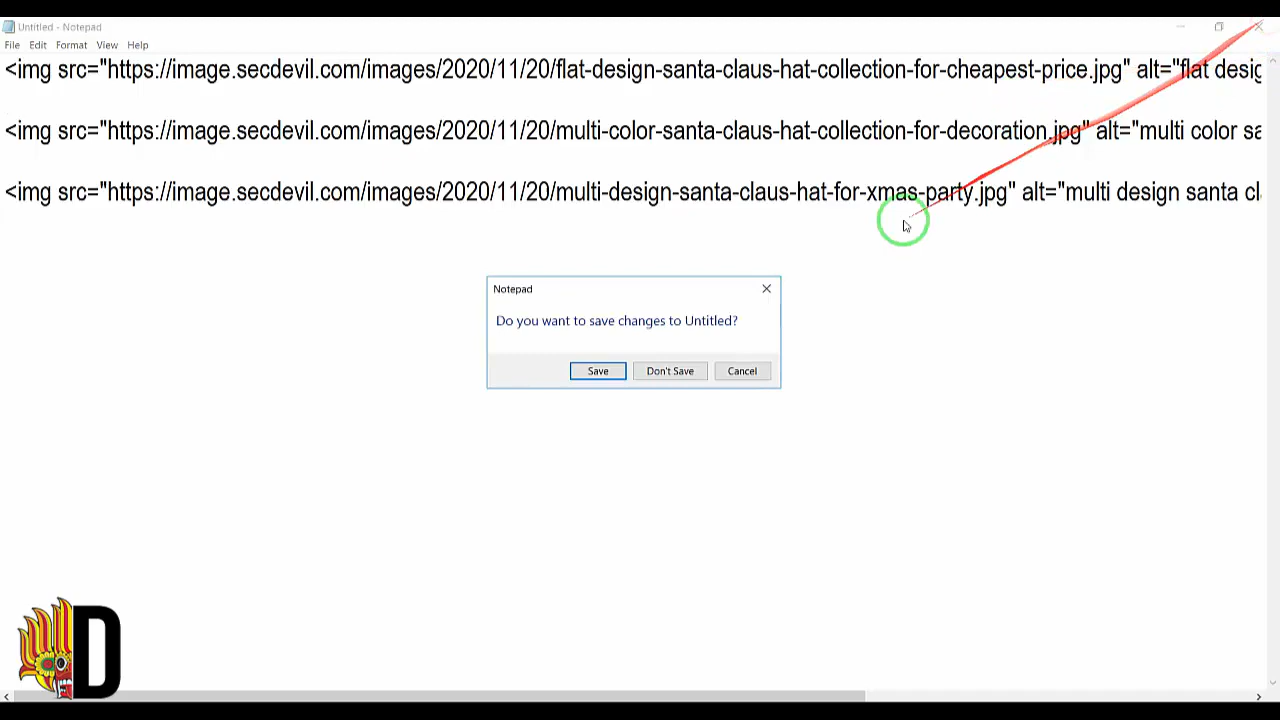 Untitled - Notepad
File Edit Format View Help
<img src="https://image.secdevil.com/images/2020/11/20/flat-design-santa-claus-hat-collection-for-cheapest-price.jpg" alt="flat desig
<img src="https://image.secdevil.com/images/2020/11/20/multi-color-santa-claus-hat-collection-for-decoration.jpg" alt="multi color sa
<img src="https://image.secdevil.com/images/2020/11/20/multi-design-santa-claus-hat-for-xmas-party.jpg" alt="multi design santa cl
Notepad
Do you want to save changes to Untitled?
Save Don't Save Cancel
D